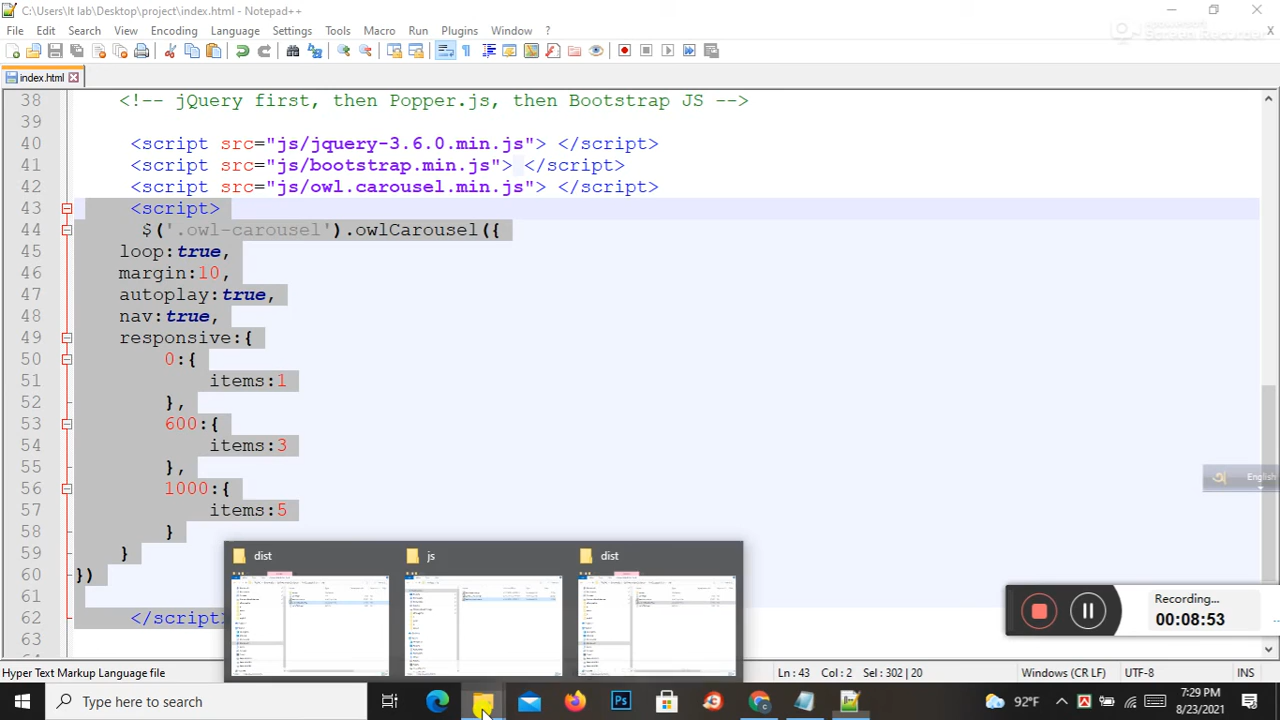 C:\Users\It lab\Desktop\project\index.html - Notepad++
File Edit Search View Encoding Language Settings Tools Macro Run Plugins Window ? X
index.html
38 <!-- jQuery first, then Popper.js, then Bootstrap JS -->
39
40 <script src="js/jquery-3.6.0.min.js"> </script>
41 <script src="js/bootstrap.min.js"> </script>
42 <script src="js/owl.carousel.min.js"> </script>
43 <script>
44 $('.owl-carousel').owlCarousel({
45 loop:true,
46 margin:10,
47 autoplay:true,
48 nav:true,
49 responsive:{
50 0:{
51 items:1
52 },
53 600:{
54 items:3
55 },
56 1000:{
57 items:5
58 }
59 }
60 })
61
62 </script>
63
English
dist js dist
Recording...
00:08:53
Hyper Text Markup Language file
Ln : 43 Col : Sel : 302 | 20 Windows (CR LF) UTF-8 INS
Type here to search
Ps
92°F
7:29 PM
8/23/2021